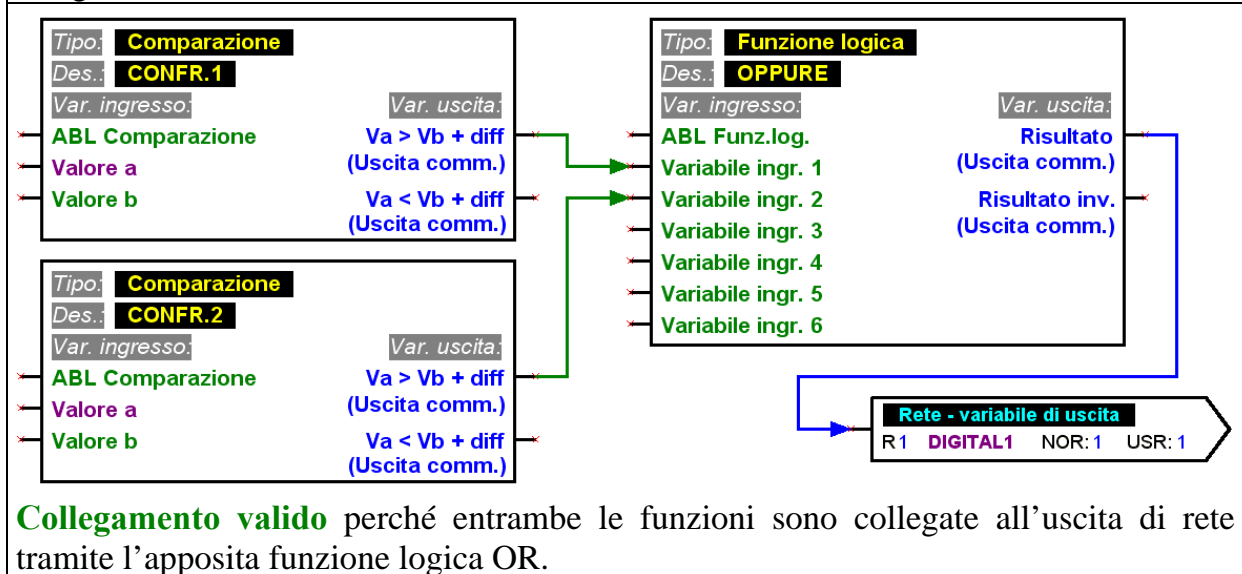 Tipo: Comparazione
Des.: CONFR.1
Var. ingresso: Var. uscita:
ABL Comparazione Va > Vb + diff
Valore a (Uscita comm.)
Valore b Va < Vb + diff
(Uscita comm.)
Tipo: Comparazione
Des.: CONFR.2
Var. ingresso: Var. uscita:
ABL Comparazione Va > Vb + diff
Valore a (Uscita comm.)
Valore b Va < Vb + diff
(Uscita comm.)
Tipo: Funzione logica
Des.: OPPURE
Var. ingresso: Var. uscita:
ABL Funz.log. Risultato
Variabile ingr. 1 (Uscita comm.)
Variabile ingr. 2 Risultato inv.
Variabile ingr. 3 (Uscita comm.)
Variabile ingr. 4
Variabile ingr. 5
Variabile ingr. 6
Rete - variabile di uscita
R1 DIGITAL1 NOR: 1 USR: 1
Collegamento valido perché entrambe le funzioni sono collegate all'uscita di rete
tramite l'apposita funzione logica OR.